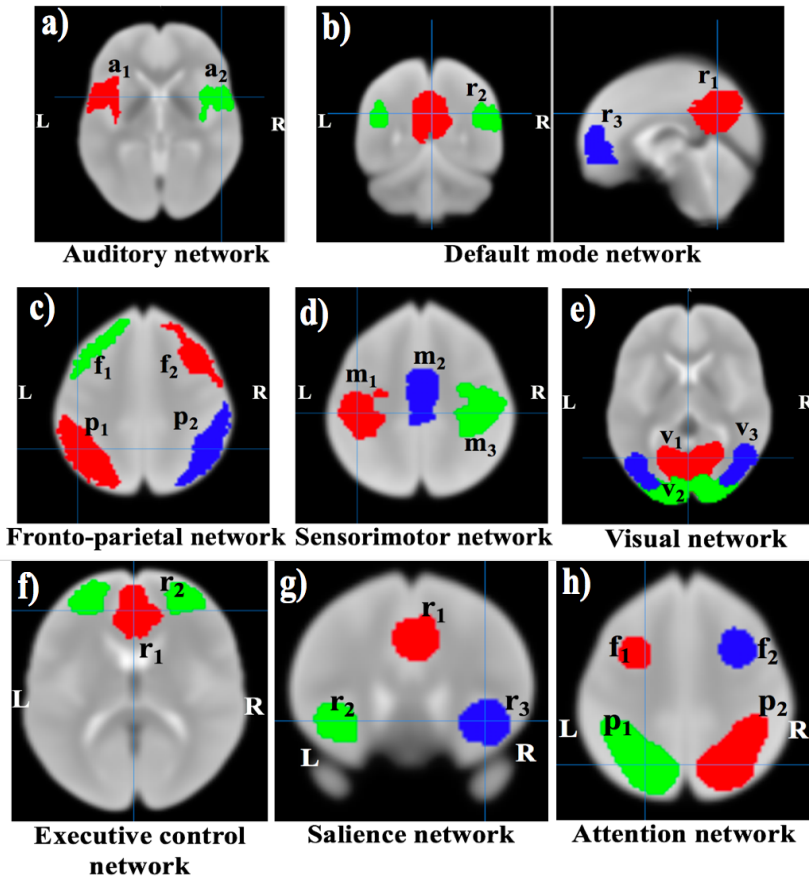 a)
a₁
a₂
L
R
Auditory network
b)
r₂
r₁
r₃
L
R
Default mode network
c)
f₁
f₂
L
R
p₁
p₂
Fronto-parietal network
d)
m₁
m₂
m₃
Sensorimotor network
e)
L
R
v₁
v₃
v₂
Visual network
f)
r₂
r₁
L
R
Executive control
network
g)
r₁
r₂
r₃
L
R
Salience network
h)
f₁
f₂
p₁
p₂
L
R
Attention network